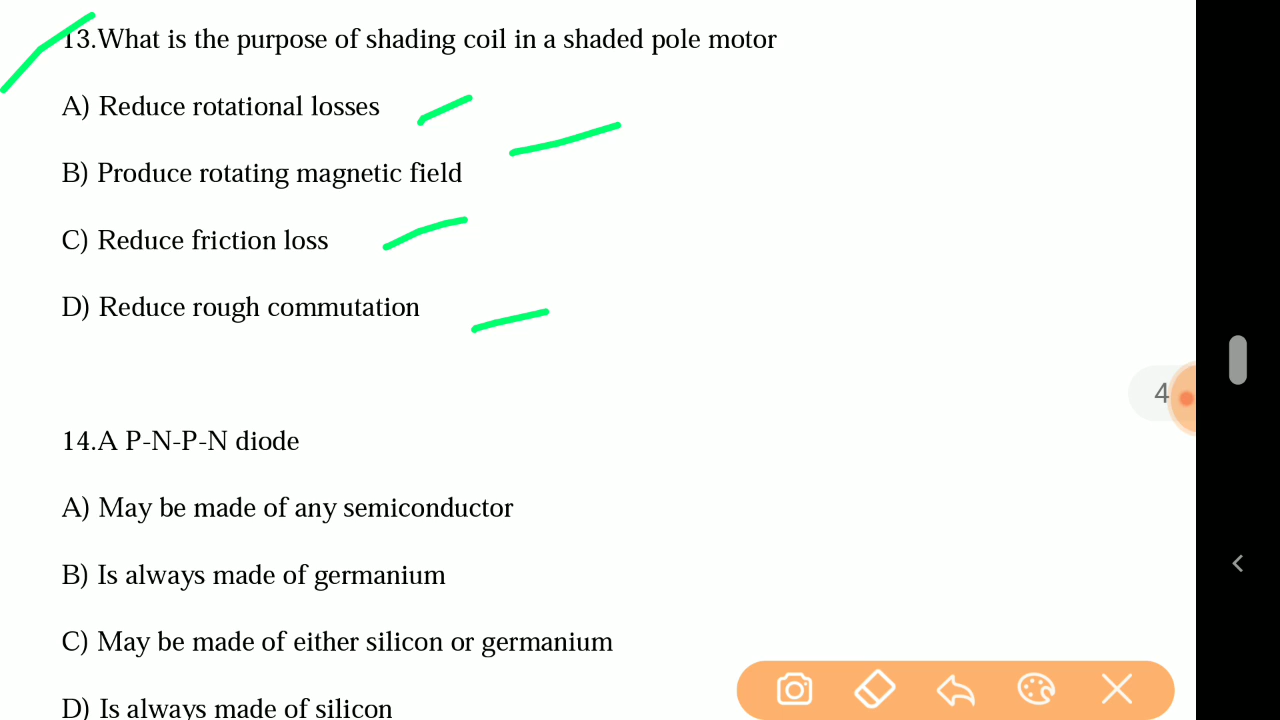 13.What is the purpose of shading coil in a shaded pole motor
A) Reduce rotational losses
B) Produce rotating magnetic field
C) Reduce friction loss
D) Reduce rough commutation
4
14.A P-N-P-N diode
A) May be made of any semiconductor
B) Is always made of germanium
C) May be made of either silicon or germanium
D) Is always made of silicon